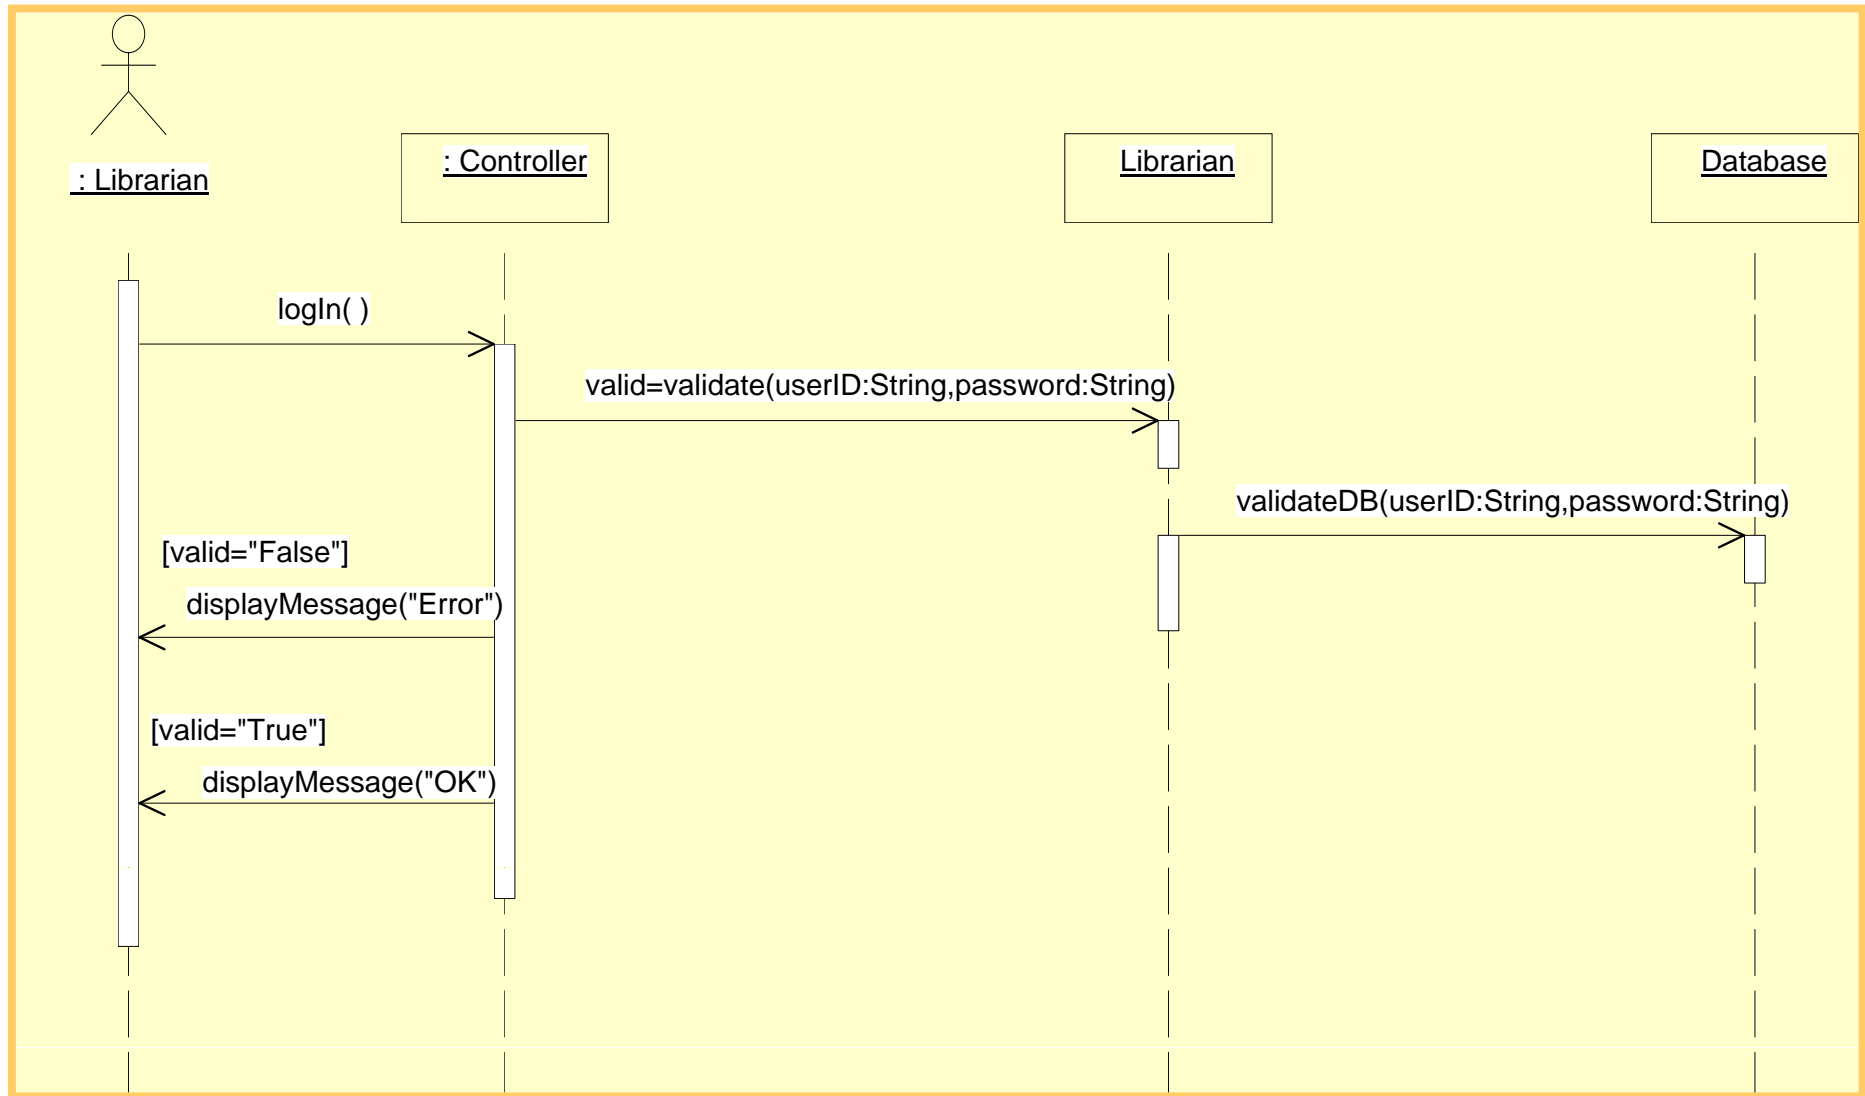 : Librarian
: Controller
Librarian
Database
logIn( )
valid=validate(userID:String,password:String)
validateDB(userID:String,password:String)
[valid="False"]
displayMessage("Error")
[valid="True"]
displayMessage("OK")